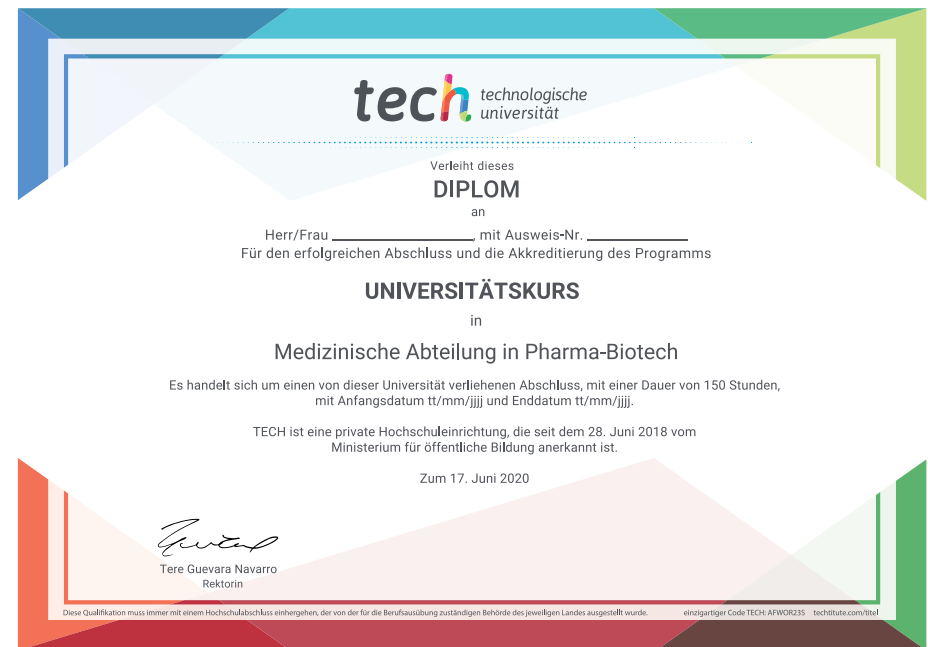 tech technologische
universität
Verleiht dieses
DIPLOM
an
Herr/Frau ____________________, mit Ausweis-Nr. ______________
Für den erfolgreichen Abschluss und die Akkreditierung des Programms
UNIVERSITÄTSKURS
in
Medizinische Abteilung in Pharma-Biotech
Es handelt sich um einen von dieser Universität verliehenen Abschluss, mit einer Dauer von 150 Stunden,
mit Anfangsdatum tt/mm/jjjj und Enddatum tt/mm/jjjj.
TECH ist eine private Hochschuleinrichtung, die seit dem 28. Juni 2018 vom
Ministerium für öffentliche Bildung anerkannt ist.
Zum 17. Juni 2020
Tere Guevara Navarro
Rektorin
Diese Qualifikation muss immer mit einem Hochschulabschluss einhergehen, der von der für die Berufsausübung zuständigen Behörde des jeweiligen Landes ausgestellt wurde. einzigartiger Code TECH: AFWOR23S techtitute.com/titel